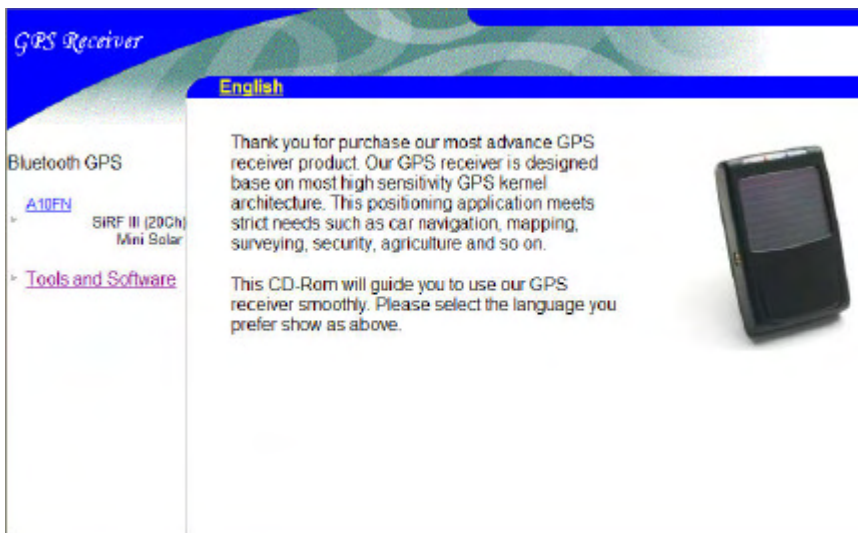 GPS Receiver
English
Bluetooth GPS
A10FN
SiRF III (20Ch)
Mini Solar
Tools and Software
Thank you for purchase our most advance GPS
receiver product. Our GPS receiver is designed
base on most high sensitivity GPS kernel
architecture. This positioning application meets
strict needs such as car navigation, mapping,
surveying, security, agriculture and so on.
This CD-Rom will guide you to use our GPS
receiver smoothly. Please select the language you
prefer show as above.